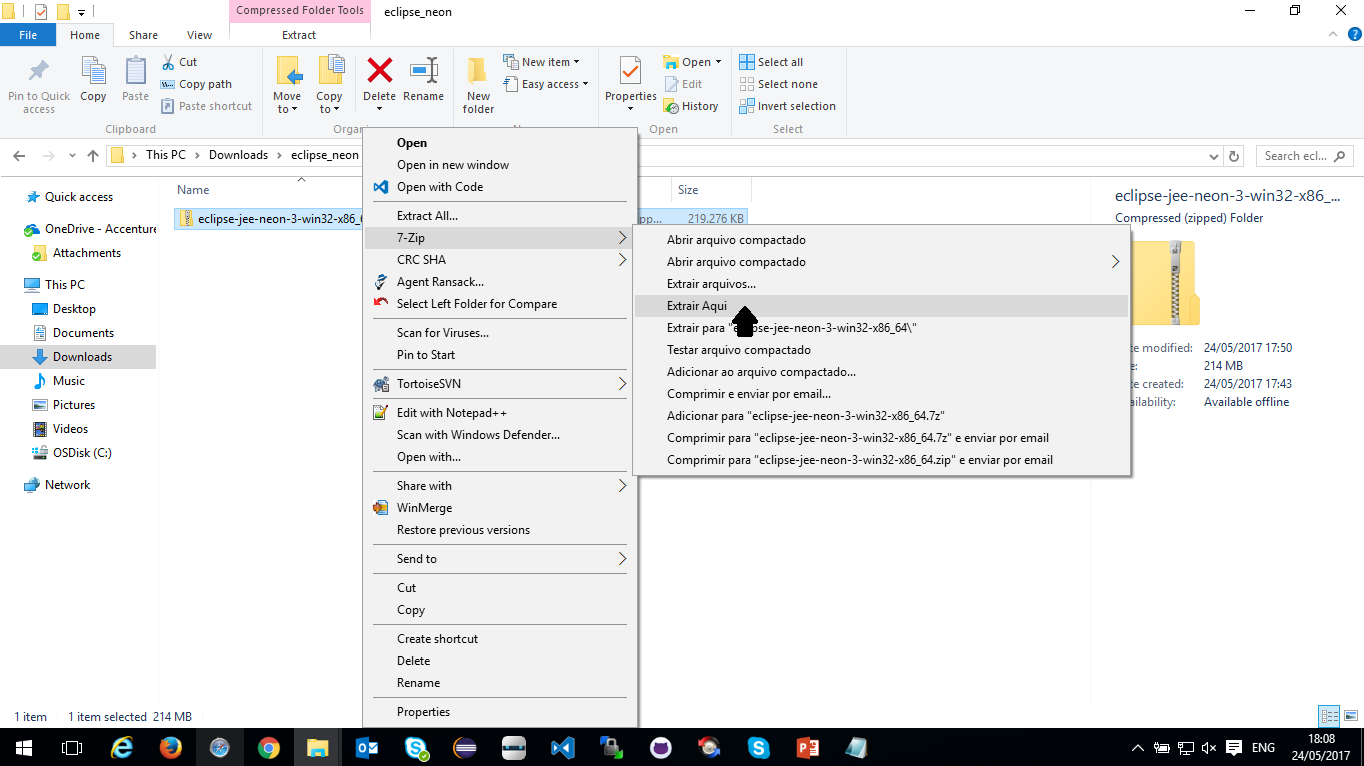 Compressed Folder Tools
eclipse_neon
File
Home
Share
View
Extract
Pin to Quick access
Copy
Paste
Cut
Copy path
Paste shortcut
Clipboard
Move to
Copy to
Delete
Rename
New folder
New item
Easy access
Properties
Open
Edit
History
Open
Select all
Select none
Invert selection
Select
This PC
Downloads
eclipse_neon
Search ecl...
Quick access
OneDrive - Accenture
Attachments
This PC
Desktop
Documents
Downloads
Music
Pictures
Videos
OSDisk (C:)
Network
Name
Size
eclipse-jee-neon-3-win32-x86_6
pp...
219.276 KB
Open
Open in new window
Open with Code
Extract All...
7-Zip
CRC SHA
Agent Ransack...
Select Left Folder for Compare
Scan for Viruses...
Pin to Start
TortoiseSVN
Edit with Notepad++
Scan with Windows Defender...
Open with...
Share with
WinMerge
Restore previous versions
Send to
Cut
Copy
Create shortcut
Delete
Rename
Properties
Abrir arquivo compactado
Abrir arquivo compactado
Extrair arquivos...
Extrair Aqui
Extrair para "eclipse-jee-neon-3-win32-x86_64\"
Testar arquivo compactado
Adicionar ao arquivo compactado...
Comprimir e enviar por email...
Adicionar para "eclipse-jee-neon-3-win32-x86_64.7z"
Comprimir para "eclipse-jee-neon-3-win32-x86_64.7z" e enviar por email
Comprimir para "eclipse-jee-neon-3-win32-x86_64.zip" e enviar por email
eclipse-jee-neon-3-win32-x86_...
Compressed (zipped) Folder
te modified: 24/05/2017 17:50
e: 214 MB
te created: 24/05/2017 17:43
ailability: Available offline
1 item
1 item selected 214 MB
ENG
18:08
24/05/2017